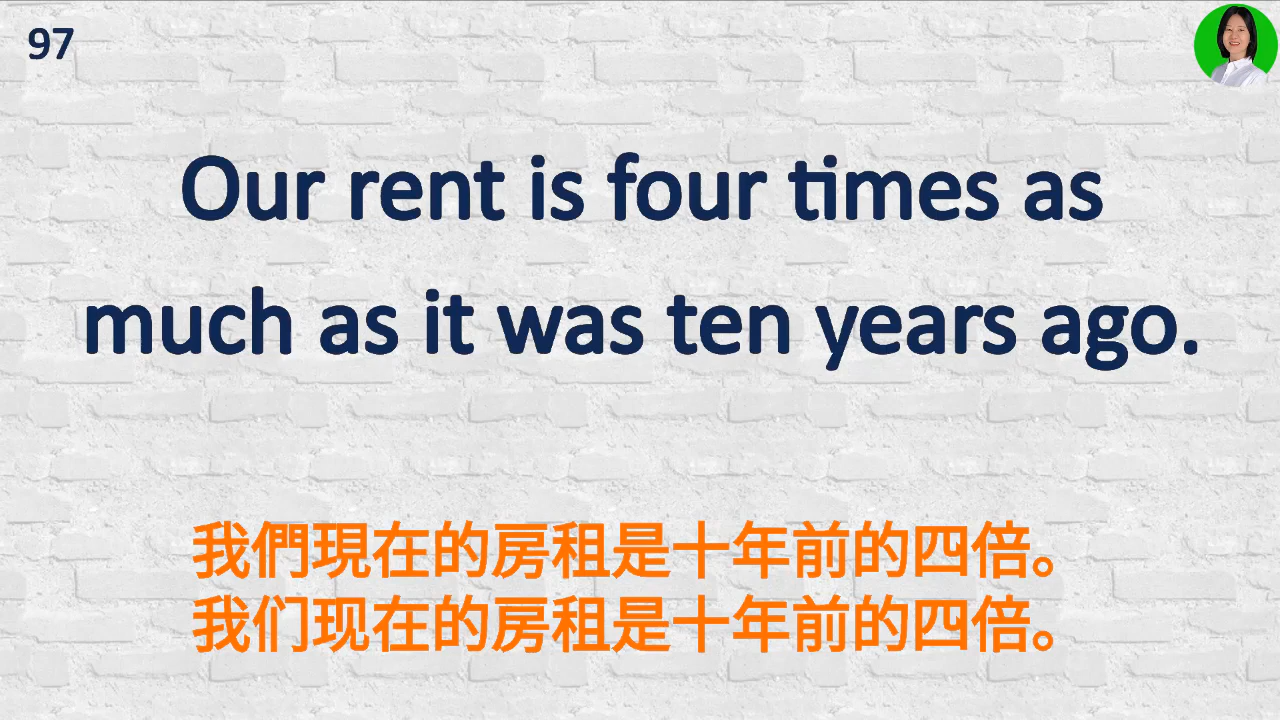 97
Our rent is four times as
much as it was ten years ago.
我們現在的房租是十年前的四倍。
我们现在的房租是十年前的四倍。